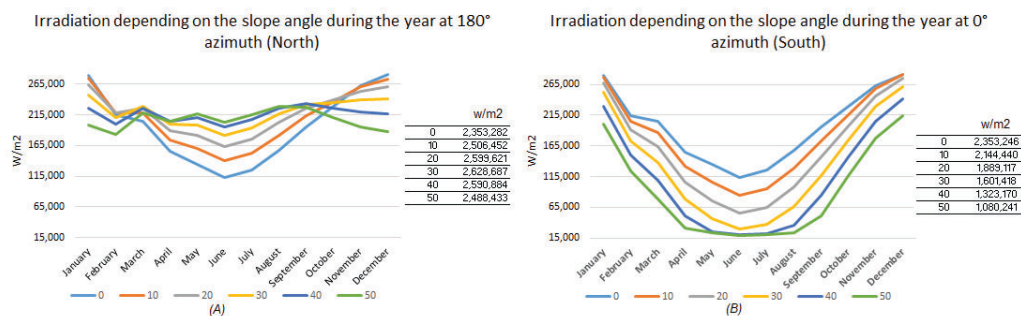 Irradiation depending on the slope angle during the year at 180°
azimuth (North)
265,000
215,000
165,000
115,000
65,000
15,000
W/m2
w/m2
0 2,353,282
10 2,506,452
20 2,599,621
30 2,628,687
40 2,590,884
50 2,488,433
January
February
March
April
May
June
July
August
September
October
November
December
0 10 20 30 40 50
(A)
Irradiation depending on the slope angle during the year at 0°
azimuth (South)
265,000
215,000
165,000
115,000
65,000
15,000
W/m2
w/m2
0 2,353,246
10 2,144,440
20 1,889,117
30 1,601,418
40 1,323,170
50 1,080,241
January
February
March
April
May
June
July
August
September
October
November
December
0 10 20 30 40 50
(B)